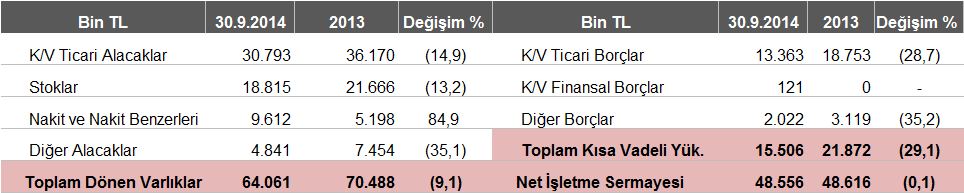 Bin TL 30.9.2014 2013 Değişim % Bin TL 30.9.2014 2013 Değişim %
K/V Ticari Alacaklar 30.793 36.170 (14,9) K/V Ticari Borçlar 13.363 18.753 (28,7)
Stoklar 18.815 21.666 (13,2) K/V Finansal Borçlar 121 0 -
Nakit ve Nakit Benzerleri 9.612 5.198 84,9 Diğer Borçlar 2.022 3.119 (35,2)
Diğer Alacaklar 4.841 7.454 (35,1) Toplam Kısa Vadeli Yük. 15.506 21.872 (29,1)
Toplam Dönen Varlıklar 64.061 70.488 (9,1) Net İşletme Sermayesi 48.556 48.616 (0,1)